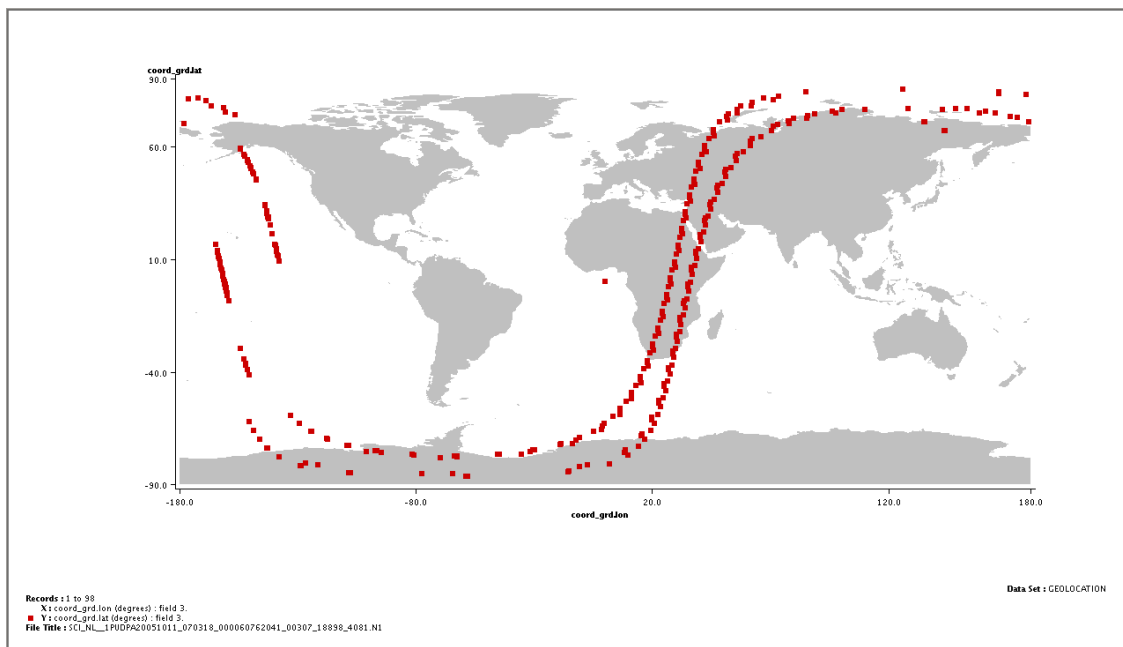 coord_grd.lat
90.0
60.0
10.0
-40.0
-90.0
-180.0
-80.0
20.0
120.0
180.0
coord_grd.lon
Data Set : GEOLOCATION
Records : 1 to 98
X : coord_grd.lon (degrees) : field 3.
Y : coord_grd.lat (degrees) : field 3.
File Title : SCI_NL__1PUDPA20051011_070318_000060762041_00307_18898_4081.N1